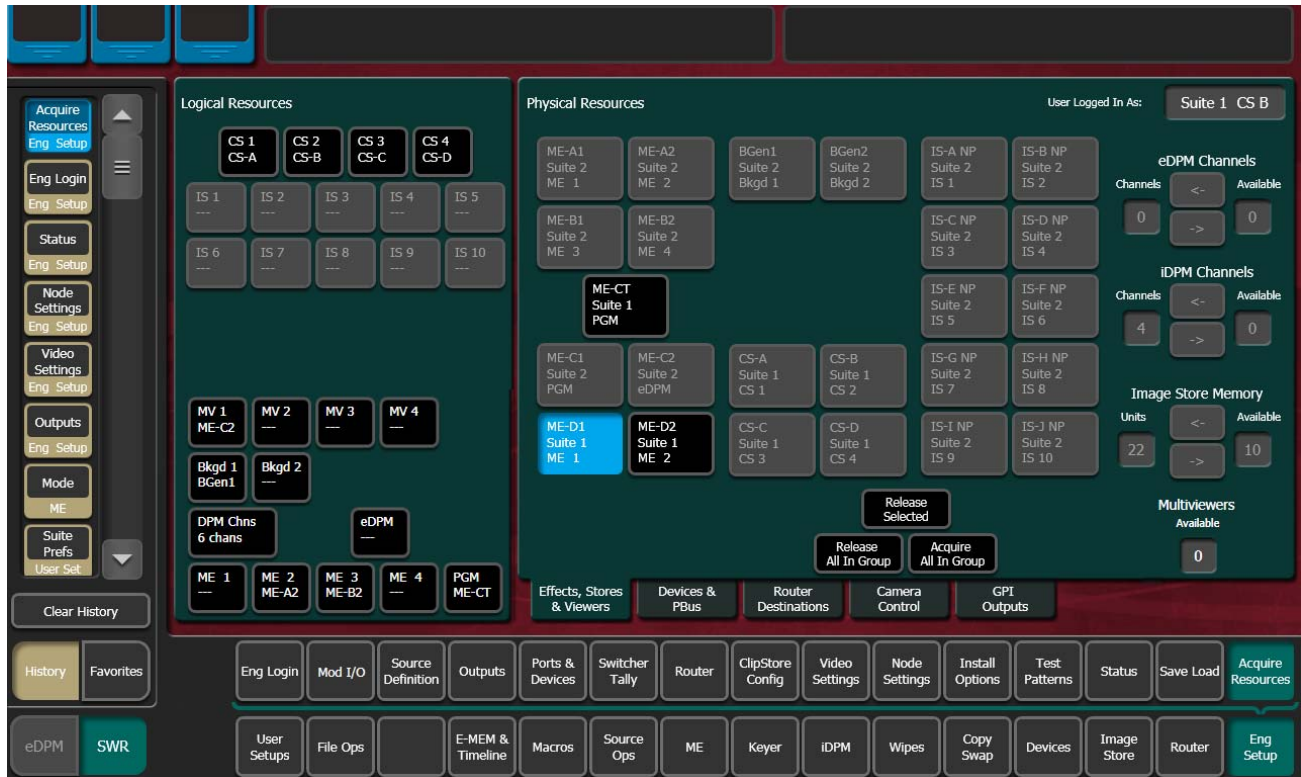 Acquire
Resources
Eng Setup
Eng Login
Eng Setup
Status
Eng Setup
Node
Settings
Eng Setup
Video
Settings
Eng Setup
Outputs
Eng Setup
Mode
ME
Suite
Prefs
User Set
Clear History
History
Favorites
eDPM
SWR
Logical Resources
CS 1
CS-A
CS 2
CS-B
CS 3
CS-C
CS 4
CS-D
IS 1
---
IS 2
---
IS 3
---
IS 4
---
IS 5
---
IS 6
---
IS 7
---
IS 8
---
IS 9
---
IS 10
---
MV 1
ME-C2
MV 2
---
MV 3
---
MV 4
---
Bkgd 1
BGen1
Bkgd 2
---
DPM Chns
6 chans
eDPM
---
ME 1
---
ME 2
ME-A2
ME 3
ME-B2
ME 4
---
PGM
ME-CT
Physical Resources
User Logged In As:
Suite 1 CS B
ME-A1
Suite 2
ME 1
ME-A2
Suite 2
ME 2
BGen1
Suite 2
Bkgd 1
BGen2
Suite 2
Bkgd 2
IS-A NP
Suite 2
IS 1
IS-B NP
Suite 2
IS 2
ME-B1
Suite 2
ME 3
ME-B2
Suite 2
ME 4
IS-C NP
Suite 2
IS 3
IS-D NP
Suite 2
IS 4
ME-CT
Suite 1
PGM
IS-E NP
Suite 2
IS 5
IS-F NP
Suite 2
IS 6
ME-C1
Suite 2
PGM
ME-C2
Suite 2
eDPM
CS-A
Suite 1
CS 1
CS-B
Suite 1
CS 2
IS-G NP
Suite 2
IS 7
IS-H NP
Suite 2
IS 8
ME-D1
Suite 1
ME 1
ME-D2
Suite 1
ME 2
CS-C
Suite 1
CS 3
CS-D
Suite 1
CS 4
IS-I NP
Suite 2
IS 9
IS-J NP
Suite 2
IS 10
Release
Selected
Release
All In Group
Acquire
All In Group
eDPM Channels
Channels
<-
Available
0
->
0
iDPM Channels
Channels
<-
Available
4
->
0
Image Store Memory
Units
<-
Available
22
->
10
Multiviewers
Available
0
Effects, Stores
& Viewers
Devices &
PBus
Router
Destinations
Camera
Control
GPI
Outputs
Eng Login
Mod I/O
Source
Definition
Outputs
Ports &
Devices
Switcher
Tally
Router
ClipStore
Config
Video
Settings
Node
Settings
Install
Options
Test
Patterns
Status
Save Load
Acquire
Resources
User
Setups
File Ops
E-MEM &
Timeline
Macros
Source
Ops
ME
Keyer
iDPM
Wipes
Copy
Swap
Devices
Image
Store
Router
Eng
Setup